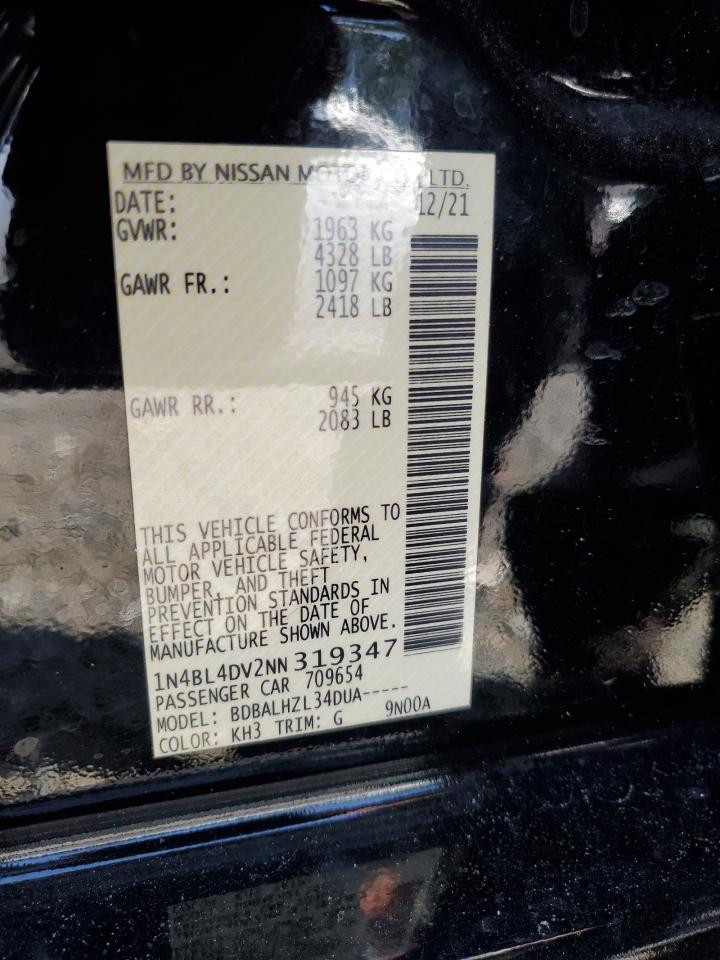 MFD BY NISSAN MOTOR CO., LTD.
DATE: 12/21
GVWR: 1963 KG
4328 LB
GAWR FR.: 1097 KG
2418 LB
GAWR RR.: 945 KG
2083 LB
THIS VEHICLE CONFORMS TO
ALL APPLICABLE FEDERAL
MOTOR VEHICLE SAFETY,
BUMPER, AND THEFT
PREVENTION STANDARDS IN
EFFECT ON THE DATE OF
MANUFACTURE SHOWN ABOVE.
1N4BL4DV2NN 319347
PASSENGER CAR 709654
MODEL: BDBALHZL34DUA----- 9N00A
COLOR: KH3 TRIM: G